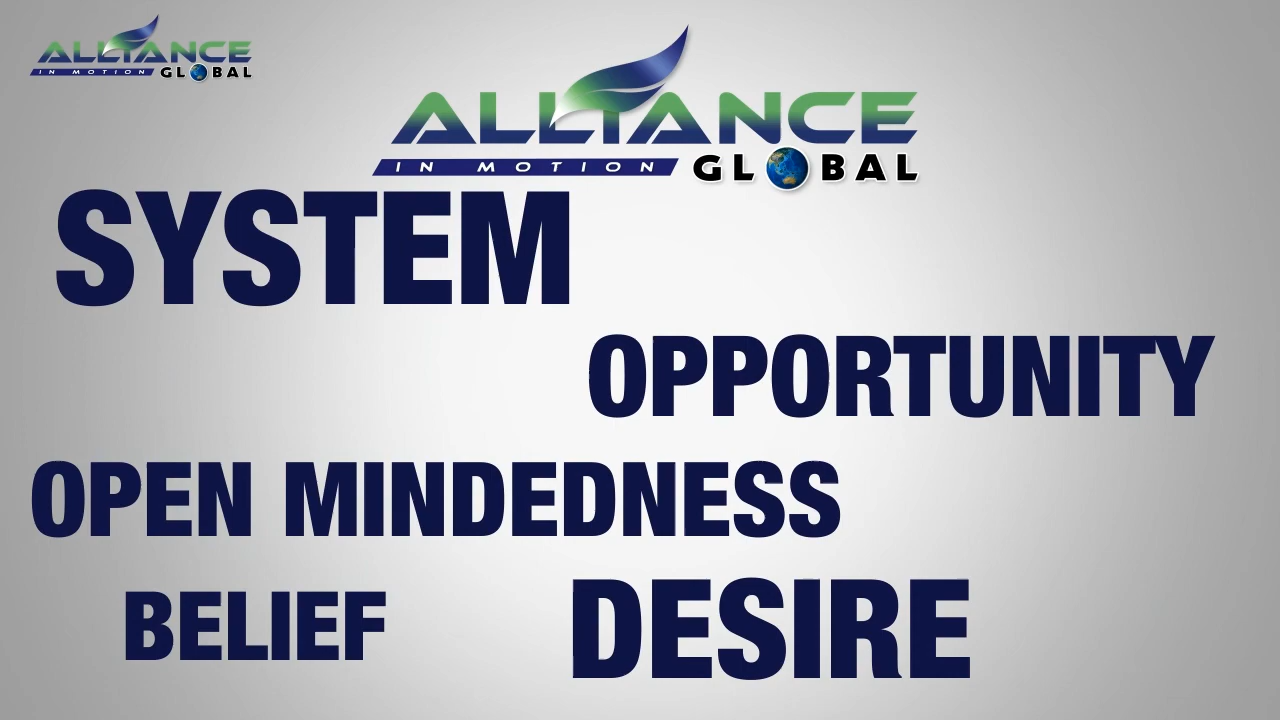 ALLIANCE
IN MOTION GLOBAL
ALLIANCE
IN MOTION GLOBAL
SYSTEM
OPPORTUNITY
OPEN MINDEDNESS
BELIEF
DESIRE